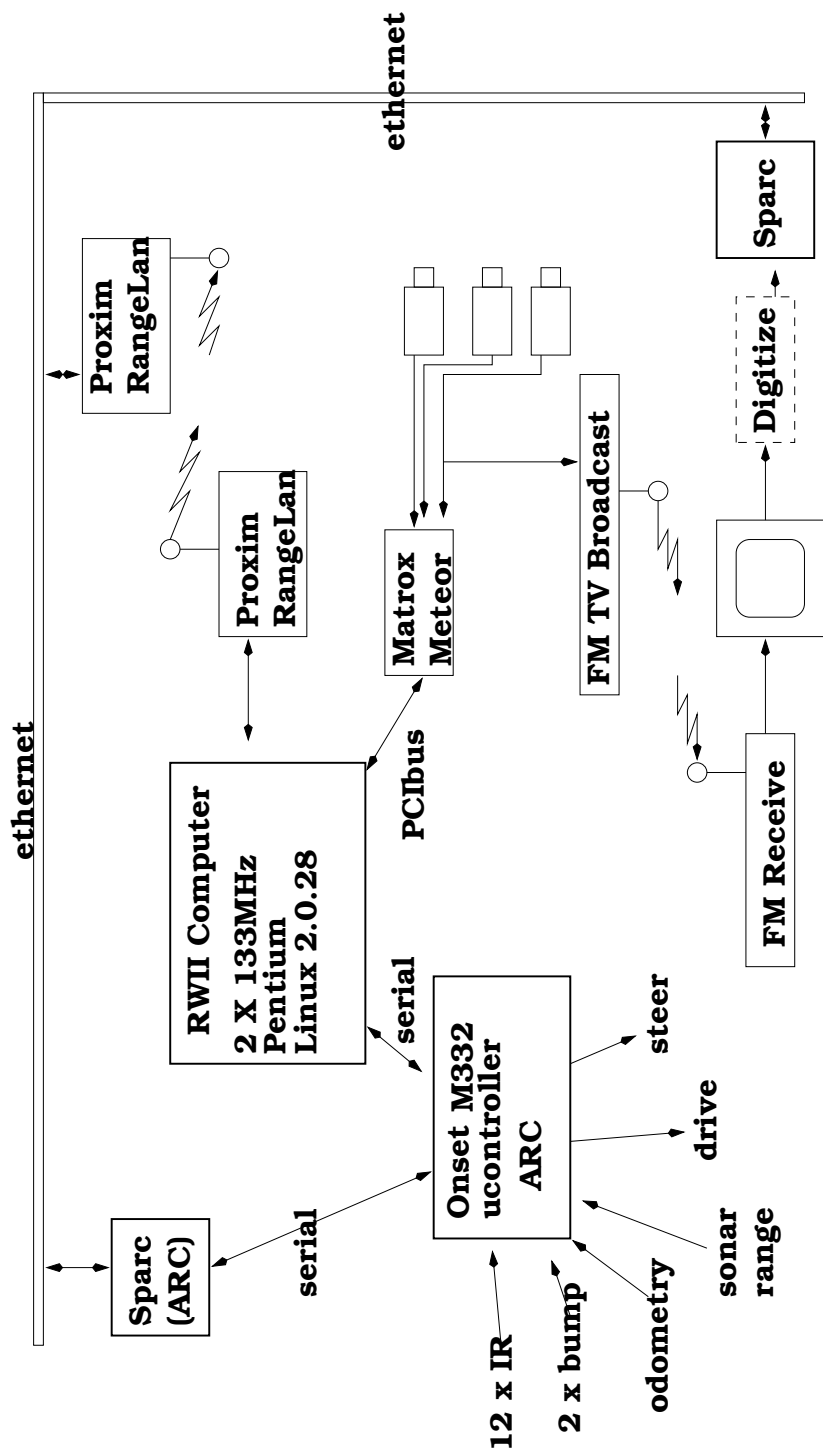 ethernet
ethernet
Sparc
(ARC)
serial
RWII Computer
2 X 133MHz
Pentium
Linux 2.0.28
Proxim
RangeLan
Proxim
RangeLan
serial
PCIbus
Matrox
Meteor
Onset M332
ucontroller
ARC
12 x IR
2 x bump
odometry
sonar
range
drive
steer
FM TV Broadcast
FM Receive
Digitize
Sparc